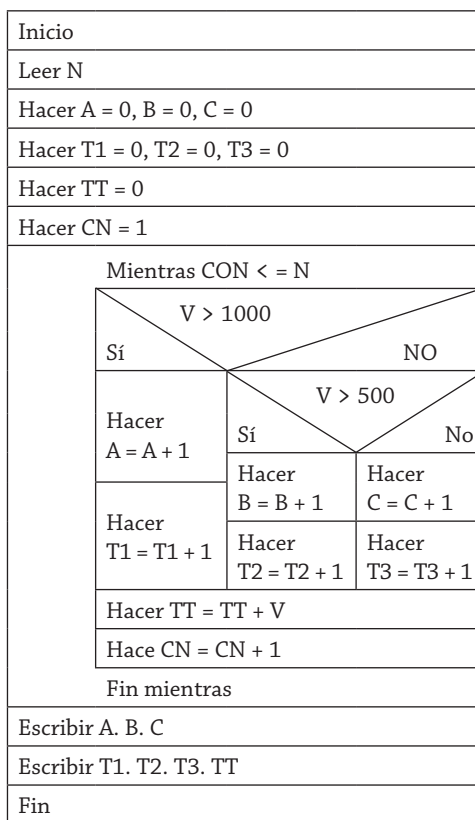 Inicio
Leer N
Hacer A = 0, B = 0, C = 0
Hacer T1 = 0, T2 = 0, T3 = 0
Hacer TT = 0
Hacer CN = 1
Mientras CON < = N
V > 1000
Sí NO
Hacer
A = A + 1
Hacer
T1 = T1 + 1
V > 500
Sí No
Hacer
B = B + 1
Hacer
C = C + 1
Hacer
T2 = T2 + 1
Hacer
T3 = T3 + 1
Hacer TT = TT + V
Hace CN = CN + 1
Fin mientras
Escribir A. B. C
Escribir T1. T2. T3. TT
Fin